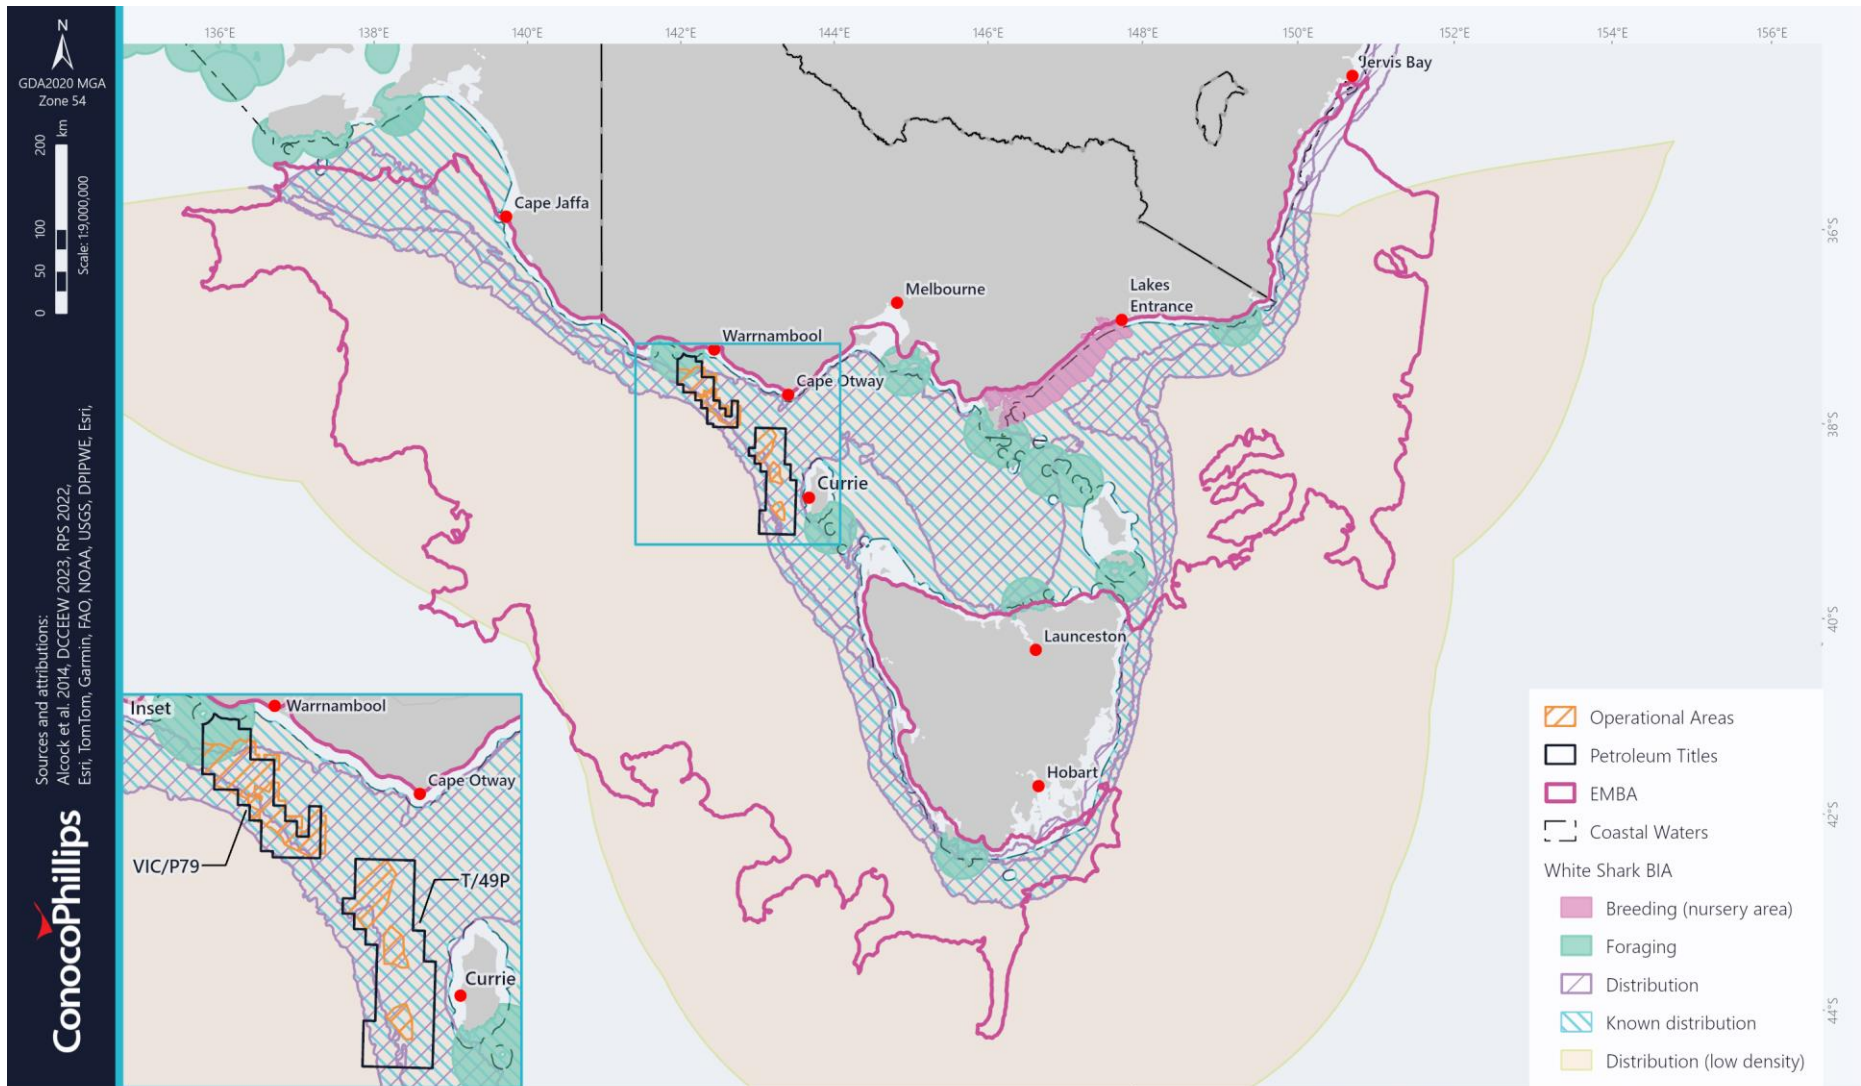 N
GDA2020 MGA
Zone 54
0 50 100 200
km
Scale: 1:9,000,000
Sources and attributions:
Alcock et al. 2014, DCCEEW 2023, RPS 2022,
Esri, TomTom, Garmin, FAO, NOAA, USGS, DPIPWE, Esri,
ConocoPhillips
136°E 138°E 140°E 142°E 144°E 146°E 148°E 150°E 152°E 154°E 156°E
36°S
38°S
40°S
42°S
44°S
Jervis Bay
Cape Jaffa
Melbourne
Lakes
Entrance
Warrnambool
Cape Otway
Currie
Launceston
Hobart
Inset
Warrnambool
Cape Otway
VIC/P79
T/49P
Currie
Operational Areas
Petroleum Titles
EMBA
Coastal Waters
White Shark BIA
Breeding (nursery area)
Foraging
Distribution
Known distribution
Distribution (low density)